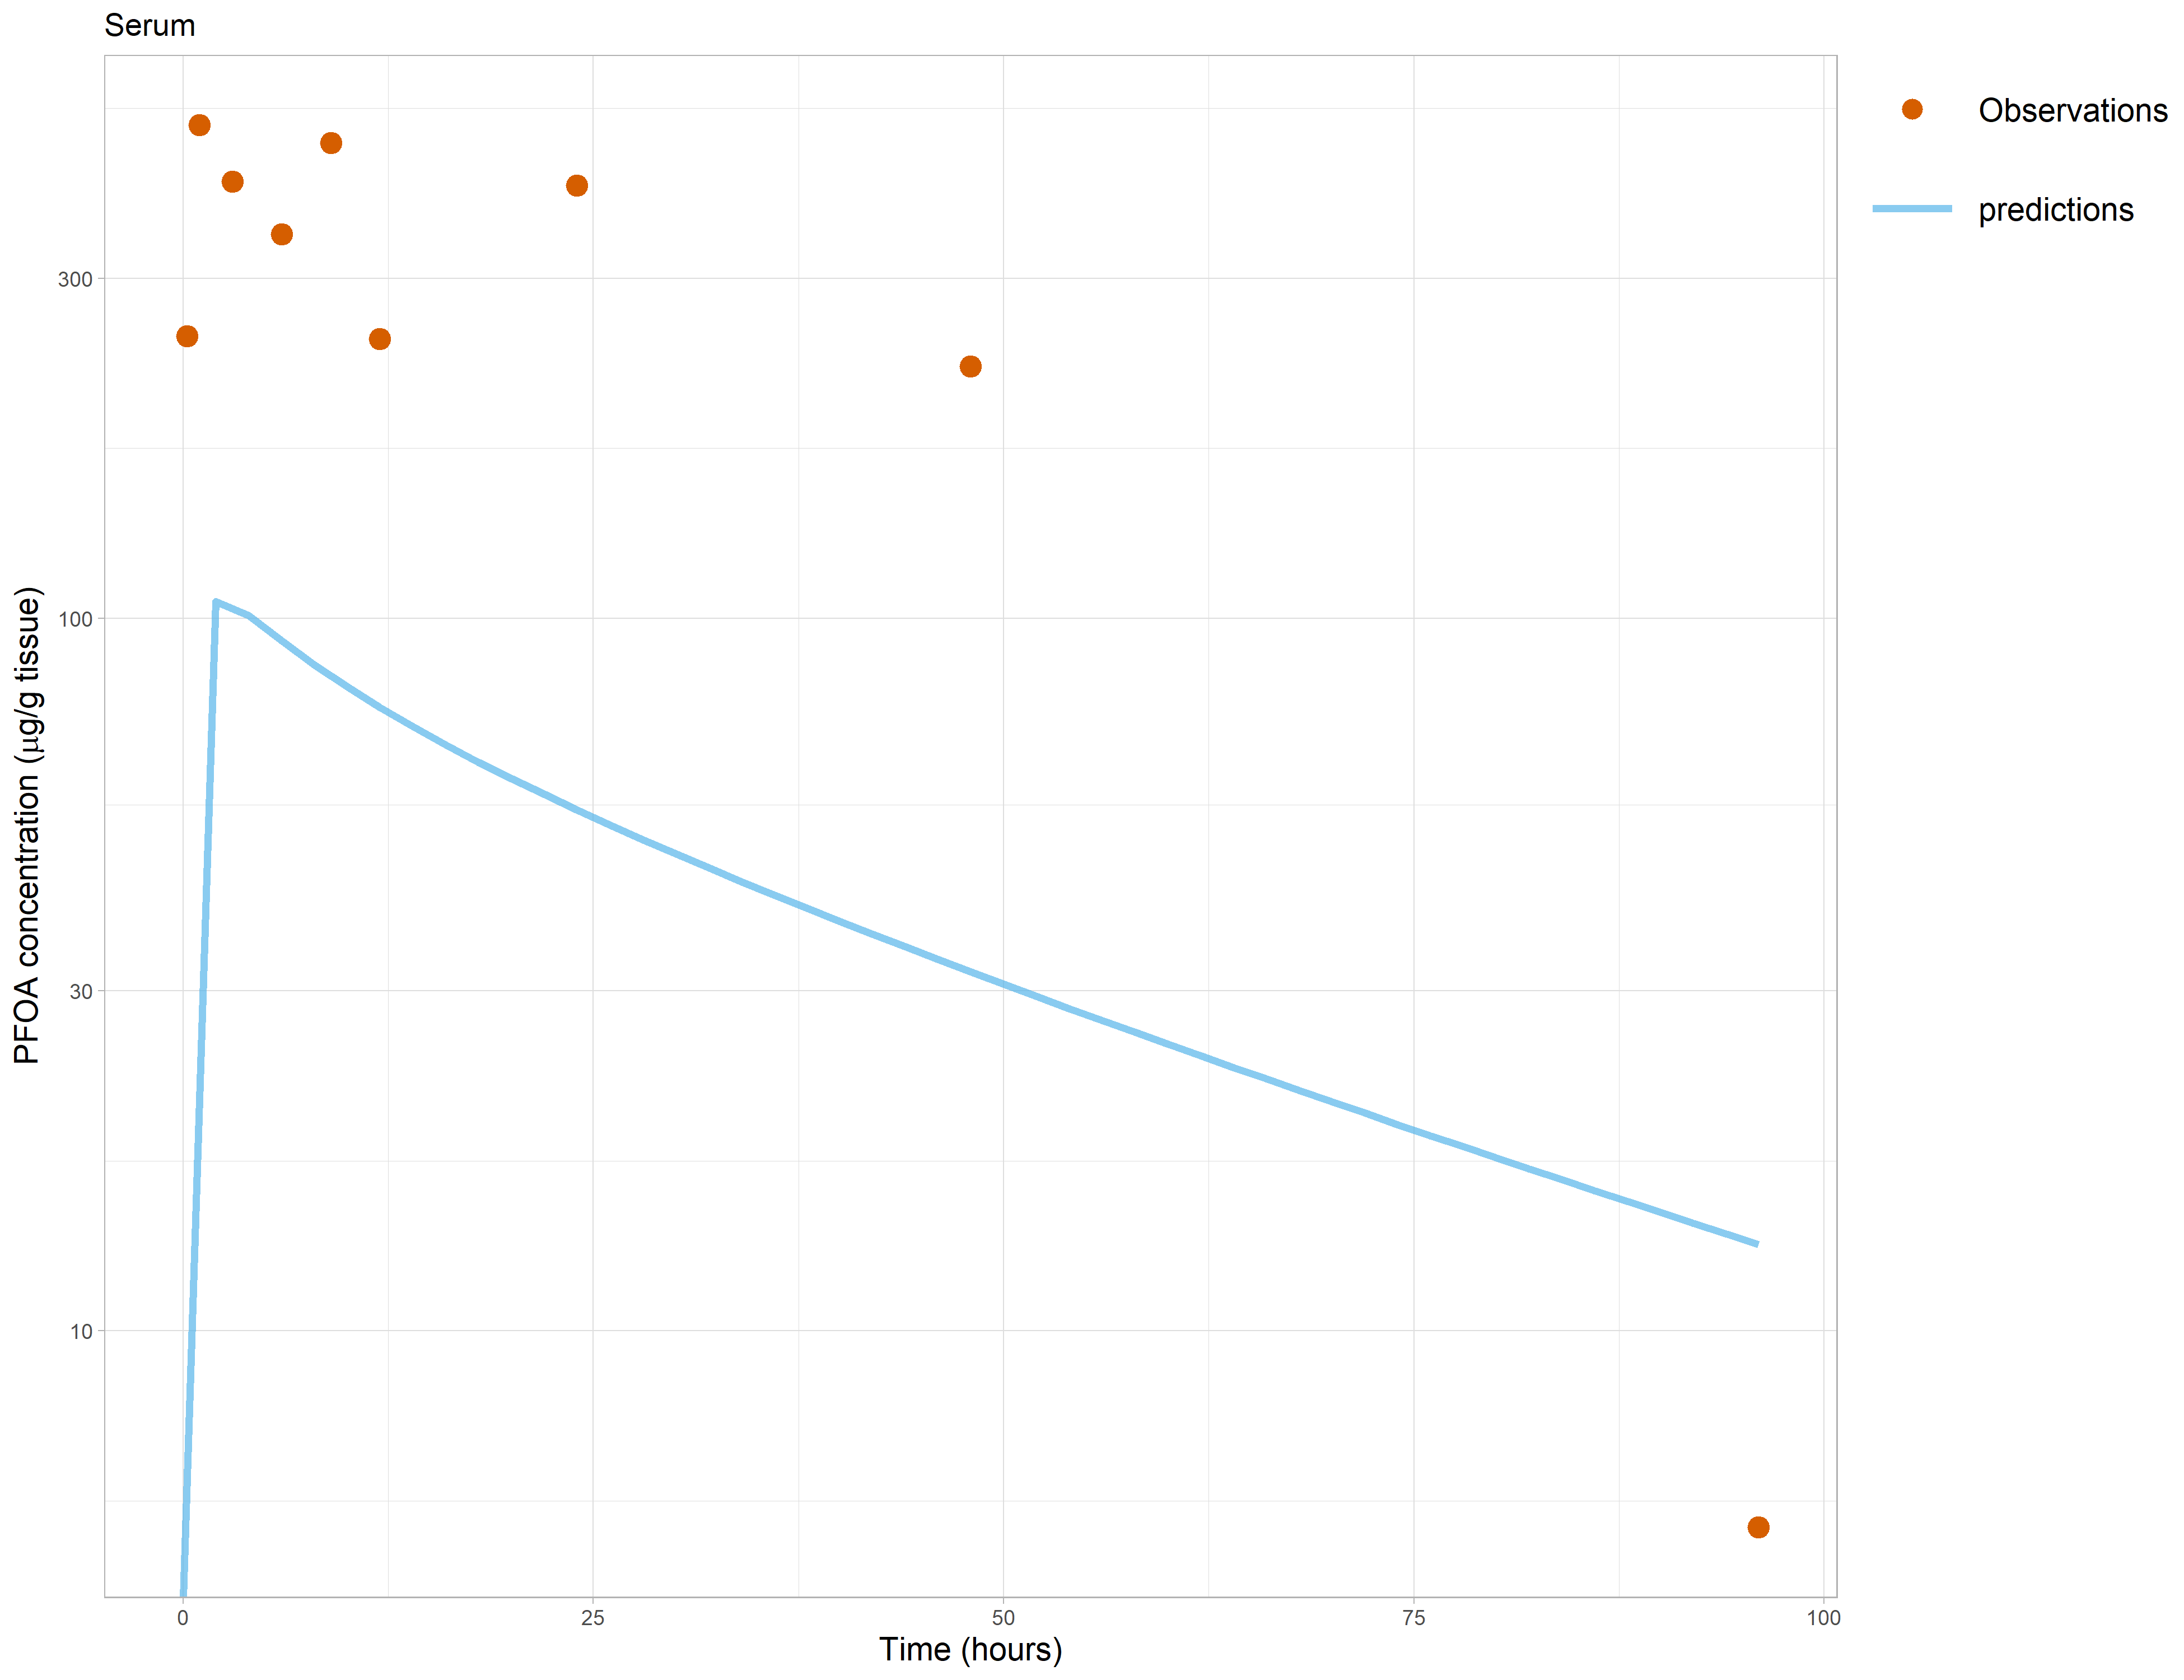 Serum
Observations
predictions
PFOA concentration (μg/g tissue)
300
100
30
10
0
25
50
75
100
Time (hours)